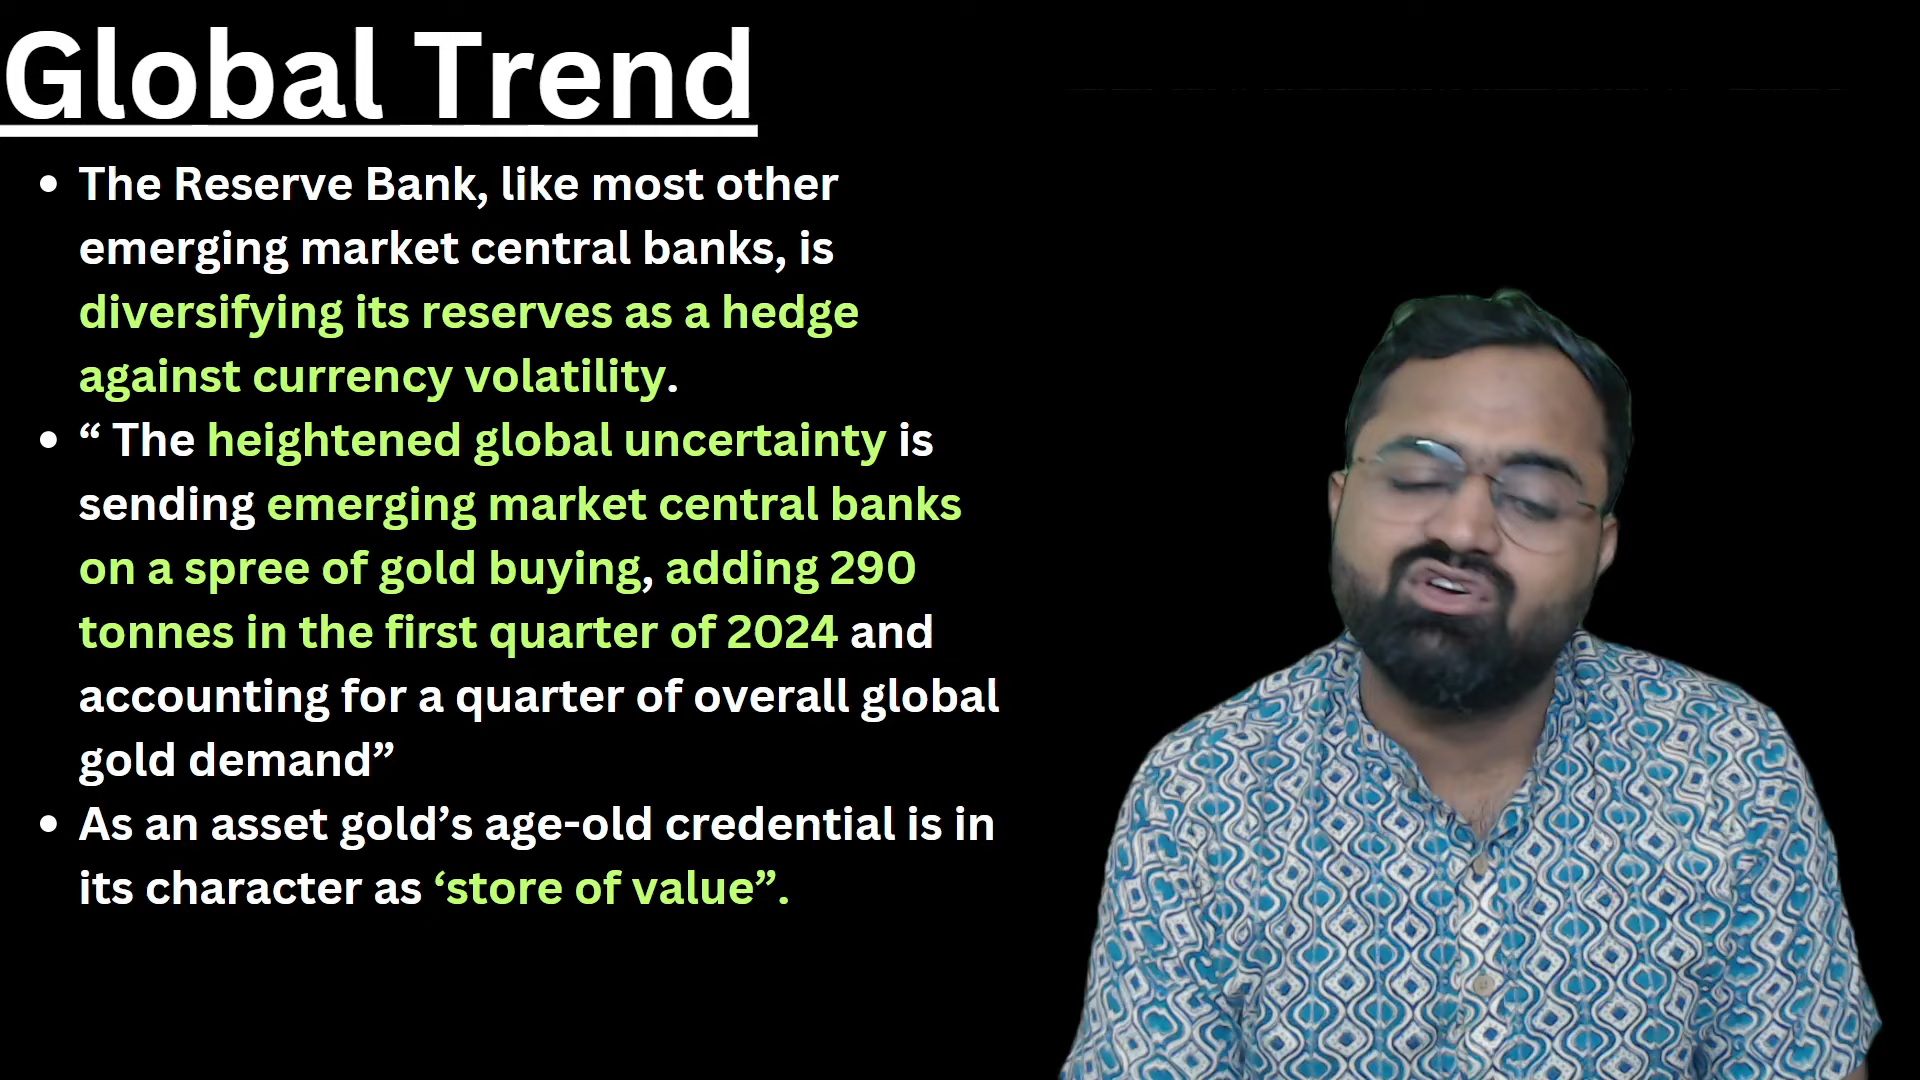 Global Trend
• The Reserve Bank, like most other
emerging market central banks, is
diversifying its reserves as a hedge
against currency volatility.
• “ The heightened global uncertainty is
sending emerging market central banks
on a spree of gold buying, adding 290
tonnes in the first quarter of 2024 and
accounting for a quarter of overall global
gold demand”
• As an asset gold’s age-old credential is in
its character as ‘store of value”.